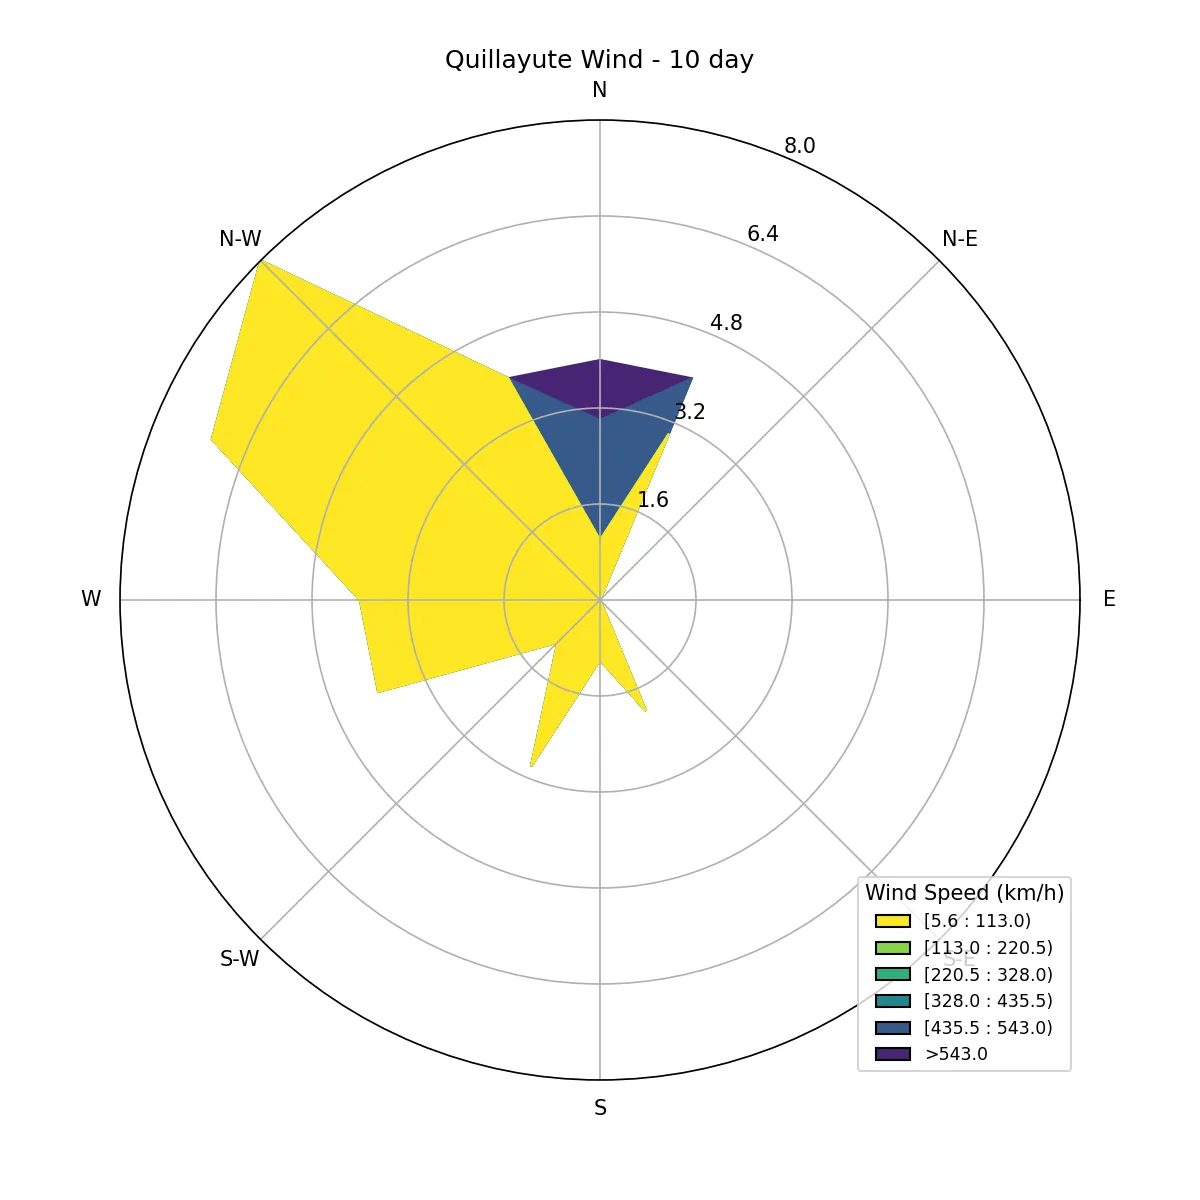 Quillayute Wind - 10 day
N
8.0
N-W
N-E
6.4
4.8
3.2
1.6
W
E
Wind Speed (km/h)
[5.6 : 113.0)
[113.0 : 220.5)
S-W
S-E
[220.5 : 328.0)
[328.0 : 435.5)
[435.5 : 543.0)
>543.0
S